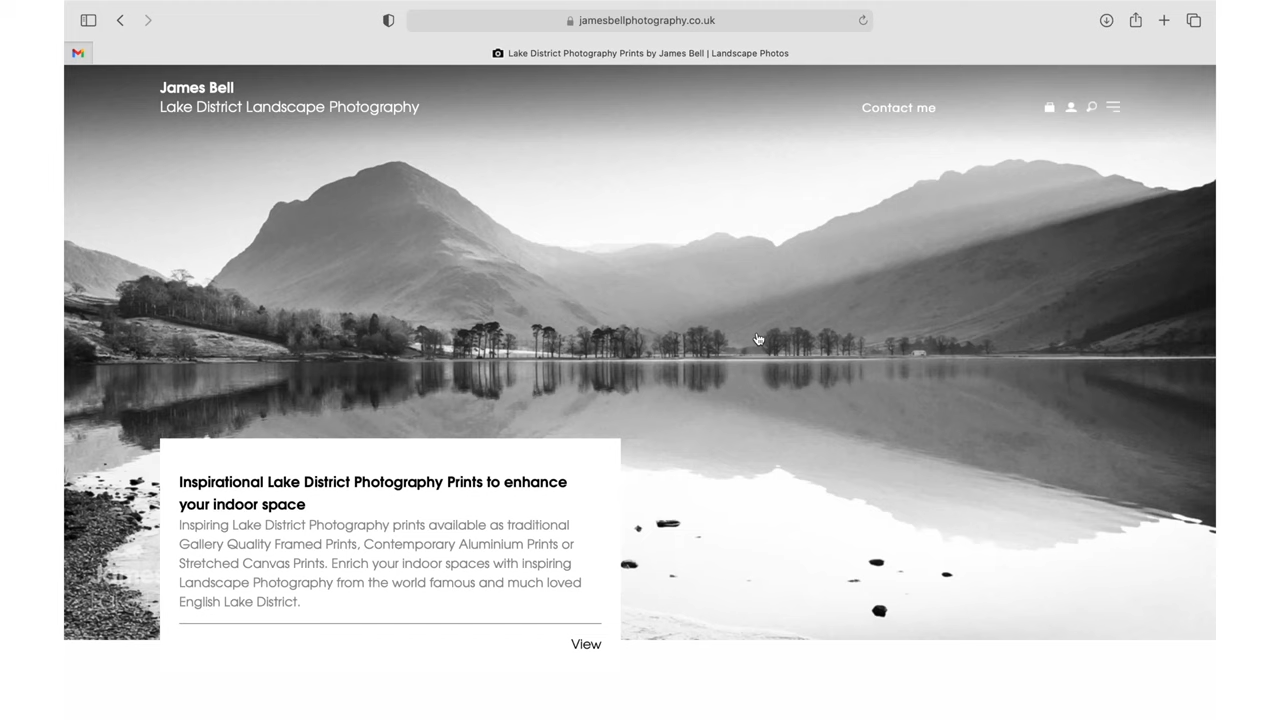 jamesbellphotography.co.uk
Lake District Photography Prints by James Bell | Landscape Photos
James Bell
Lake District Landscape Photography
Contact me
Inspirational Lake District Photography Prints to enhance
your indoor space
Inspiring Lake District Photography prints available as traditional
Gallery Quality Framed Prints, Contemporary Aluminium Prints or
Stretched Canvas Prints. Enrich your indoor spaces with inspiring
Landscape Photography from the world famous and much loved
English Lake District.
View